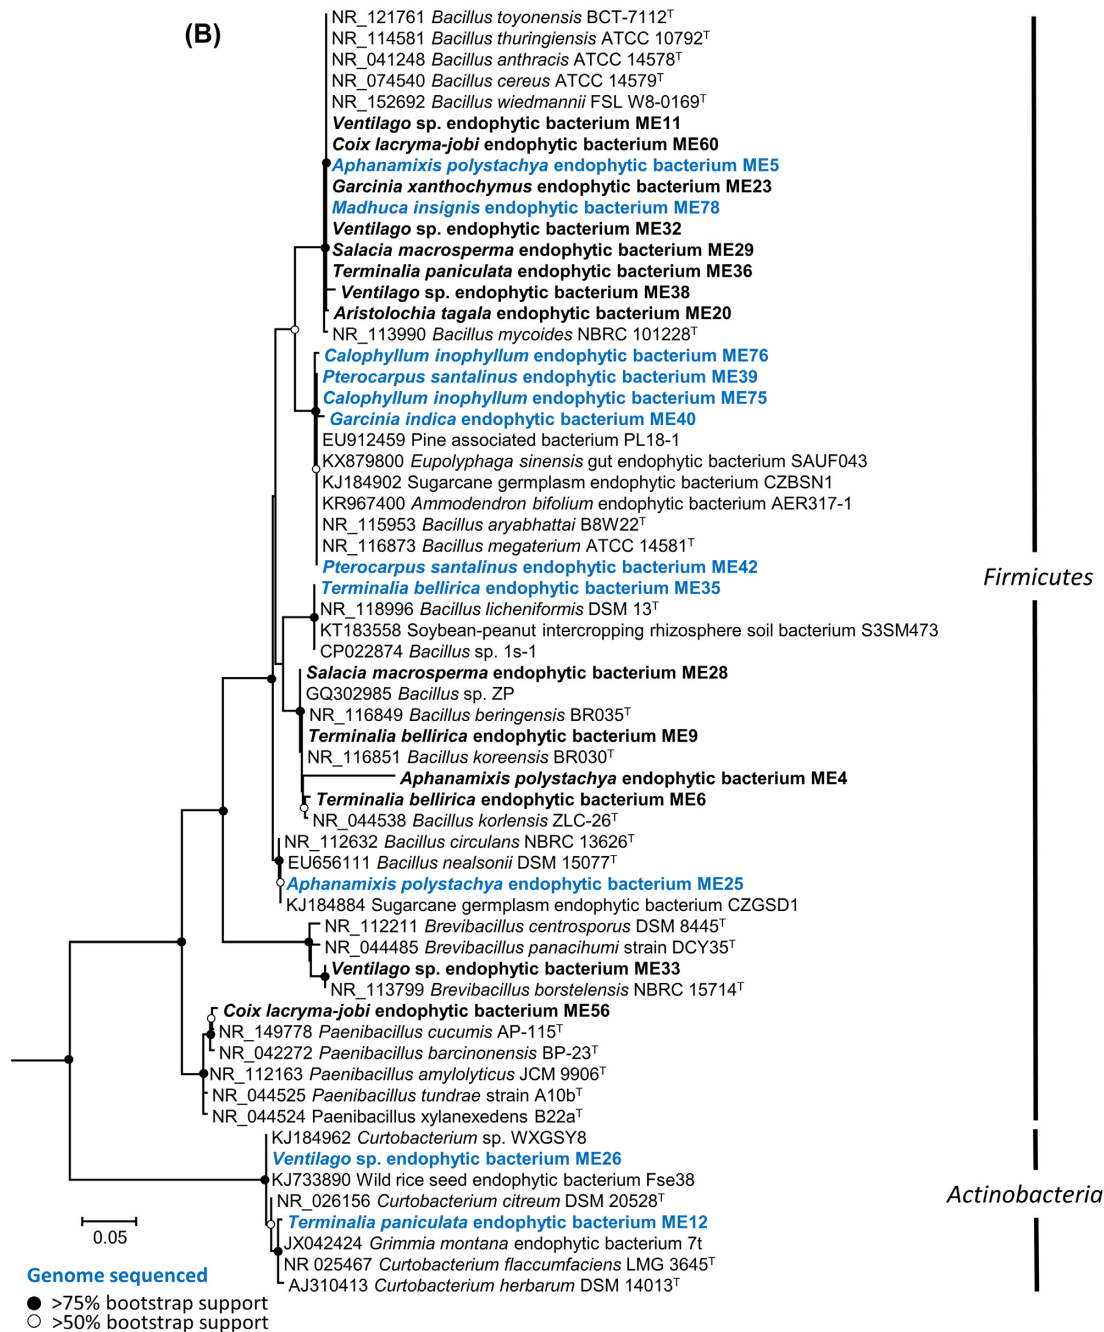 (B)
NR_121761 Bacillus toyonensis BCT-7112T
NR_114581 Bacillus thuringiensis ATCC 10792T
NR_041248 Bacillus anthracis ATCC 14578T
NR_074540 Bacillus cereus ATCC 14579T
NR_152692 Bacillus wiedmannii FSL W8-0169T
Ventilago sp. endophytic bacterium ME11
Coix lacryma-jobi endophytic bacterium ME60
Aphanamixis polystachya endophytic bacterium ME5
Garcinia xanthochymus endophytic bacterium ME23
Madhuca insignis endophytic bacterium ME78
Ventilago sp. endophytic bacterium ME32
Salacia macrosperma endophytic bacterium ME29
Terminalia paniculata endophytic bacterium ME36
Ventilago sp. endophytic bacterium ME38
Aristolochia tagala endophytic bacterium ME20
NR_113990 Bacillus mycoides NBRC 101228T
Calophyllum inophyllum endophytic bacterium ME76
Pterocarpus santalinus endophytic bacterium ME39
Calophyllum inophyllum endophytic bacterium ME75
Garcinia indica endophytic bacterium ME40
EU912459 Pine associated bacterium PL18-1
KX879800 Eupolyphaga sinensis gut endophytic bacterium SAUF043
KJ184902 Sugarcane germplasm endophytic bacterium CZBSN1
KR967400 Ammodendron bifolium endophytic bacterium AER317-1
NR_115953 Bacillus aryabhattai B8W22T
NR_116873 Bacillus megaterium ATCC 14581T
Pterocarpus santalinus endophytic bacterium ME42
Firmicutes
Terminalia bellirica endophytic bacterium ME35
NR_118996 Bacillus licheniformis DSM 13T
KT183558 Soybean-peanut intercropping rhizosphere soil bacterium S3SM473
CP022874 Bacillus sp. 1s-1
Salacia macrosperma endophytic bacterium ME28
GQ302985 Bacillus sp. ZP
NR_116849 Bacillus beringensis BR035T
Terminalia bellirica endophytic bacterium ME9
NR_116851 Bacillus koreensis BR030T
Aphanamixis polystachya endophytic bacterium ME4
Terminalia bellirica endophytic bacterium ME6
NR_044538 Bacillus korlensis ZLC-26T
NR_112632 Bacillus circulans NBRC 13626T
EU656111 Bacillus nealsonii DSM 15077T
Aphanamixis polystachya endophytic bacterium ME25
KJ184884 Sugarcane germplasm endophytic bacterium CZGSD1
NR_112211 Brevibacillus centrosporus DSM 8445T
NR_044485 Brevibacillus panacihumi strain DCY35T
Ventilago sp. endophytic bacterium ME33
NR_113799 Brevibacillus borstelensis NBRC 15714T
Coix lacryma-jobi endophytic bacterium ME56
NR_149778 Paenibacillus cucumis AP-115T
NR_042272 Paenibacillus barcinonensis BP-23T
NR_112163 Paenibacillus amylolyticus JCM 9906T
NR_044525 Paenibacillus tundrae strain A10bT
NR_044524 Paenibacillus xylanexedens B22aT
KJ184962 Curtobacterium sp. WXGSY8
Ventilago sp. endophytic bacterium ME26
KJ733890 Wild rice seed endophytic bacterium Fse38
Actinobacteria
NR_026156 Curtobacterium citreum DSM 20528T
Terminalia paniculata endophytic bacterium ME12
JX042424 Grimmia montana endophytic bacterium 7t
NR 025467 Curtobacterium flaccumfaciens LMG 3645T
AJ310413 Curtobacterium herbarum DSM 14013T
0.05
Genome sequenced
>75% bootstrap support
>50% bootstrap support